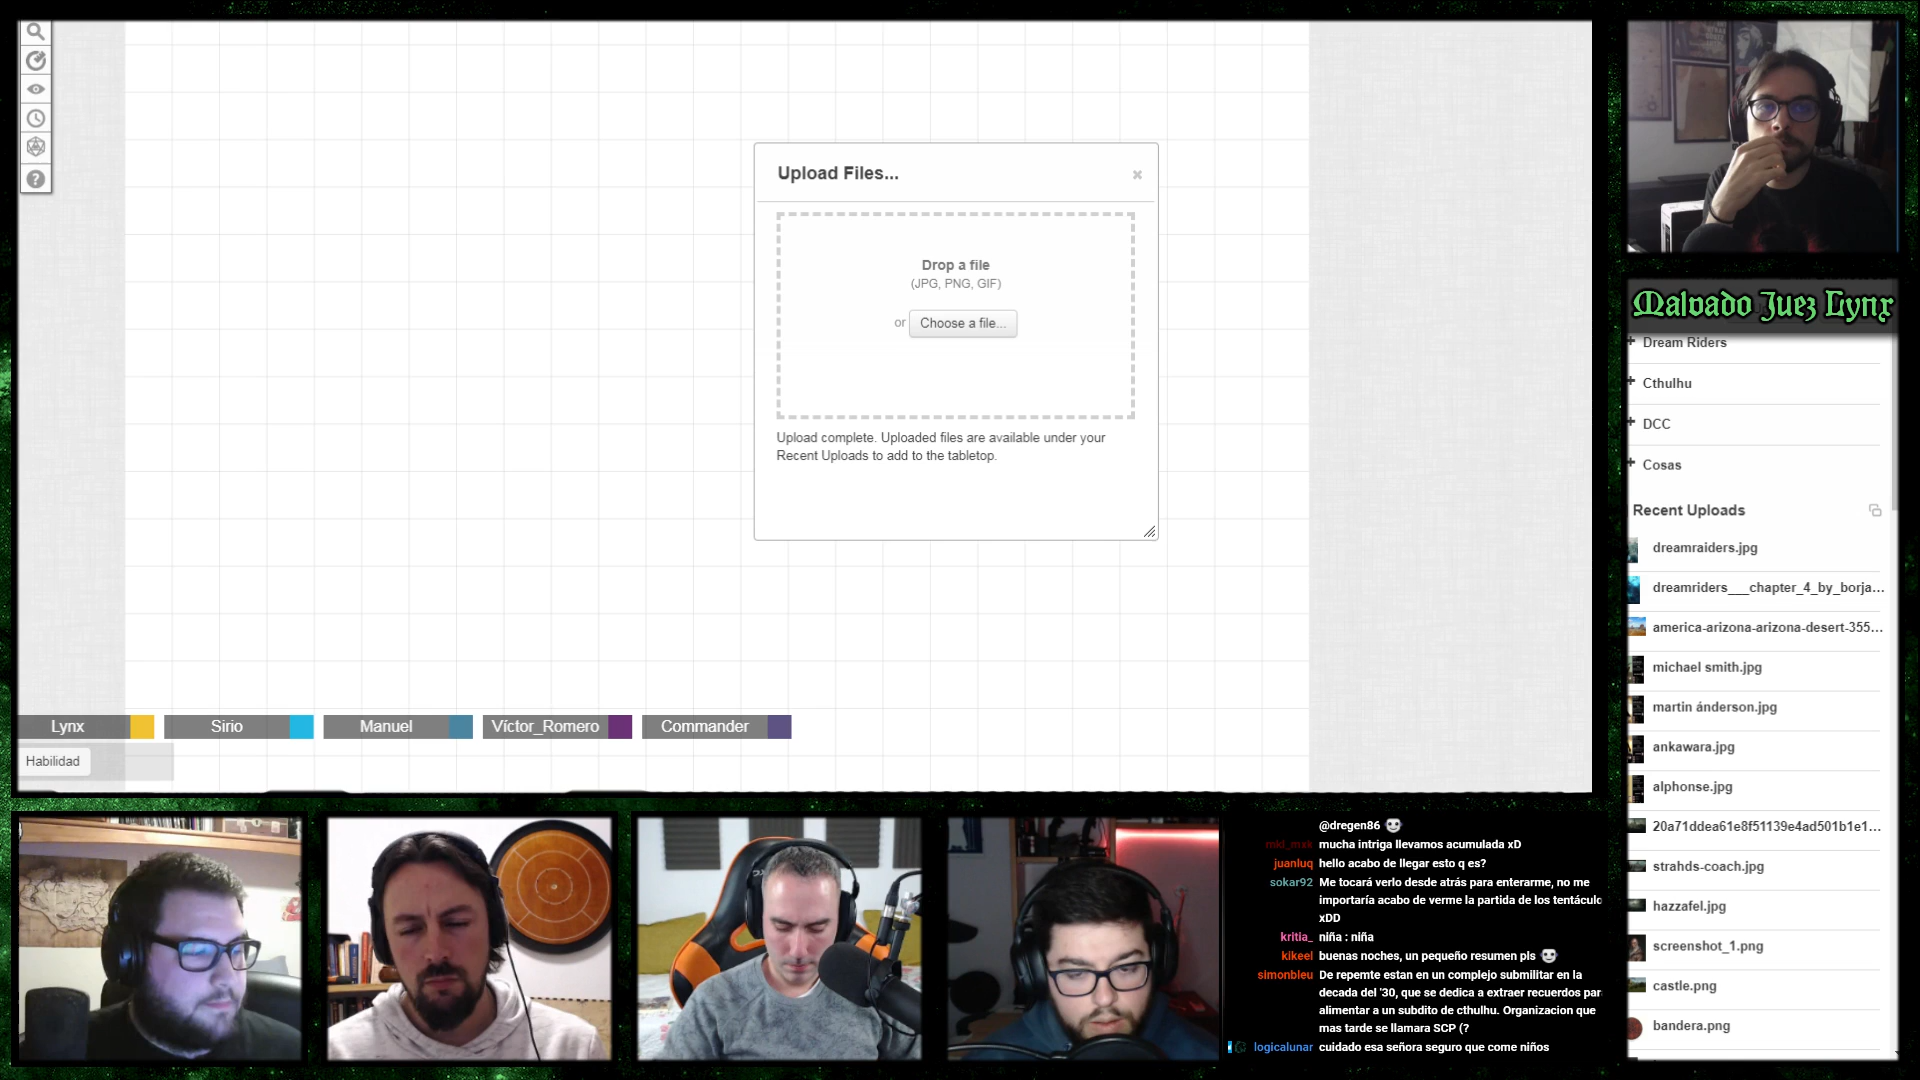 Upload Files...
Drop a file
(JPG, PNG, GIF)
or Choose a file...
Upload complete. Uploaded files are available under your
Recent Uploads to add to the tabletop.
Lynx
Sirio
Manuel
Víctor_Romero
Commander
Habilidad
Malvado Juez Lynx
Dream Riders
Cthulhu
DCC
Cosas
Recent Uploads
dreamraiders.jpg
dreamriders___chapter_4_by_borja...
america-arizona-arizona-desert-355...
michael smith.jpg
martin ánderson.jpg
ankawara.jpg
alphonse.jpg
20a71ddea61e8f51139e4ad501b1e1...
strahds-coach.jpg
hazzafel.jpg
screenshot_1.png
castle.png
bandera.png
@dregen86
mkl_mxk mucha intriga llevamos acumulada xD
juanluq hello acabo de llegar esto q es?
sokar92 Me tocará verlo desde atrás para enterarme, no me
importaría acabo de verme la partida de los tentáculo
xDD
kritia_ niña : niña
kikeel buenas noches, un pequeño resumen pls
simonbleu De repemte estan en un complejo submilitar en la
decada del '30, que se dedica a extraer recuerdos par
alimentar a un subdito de cthulhu. Organizacion que
mas tarde se llamara SCP (?
logicalunar cuidado esa señora seguro que come niños